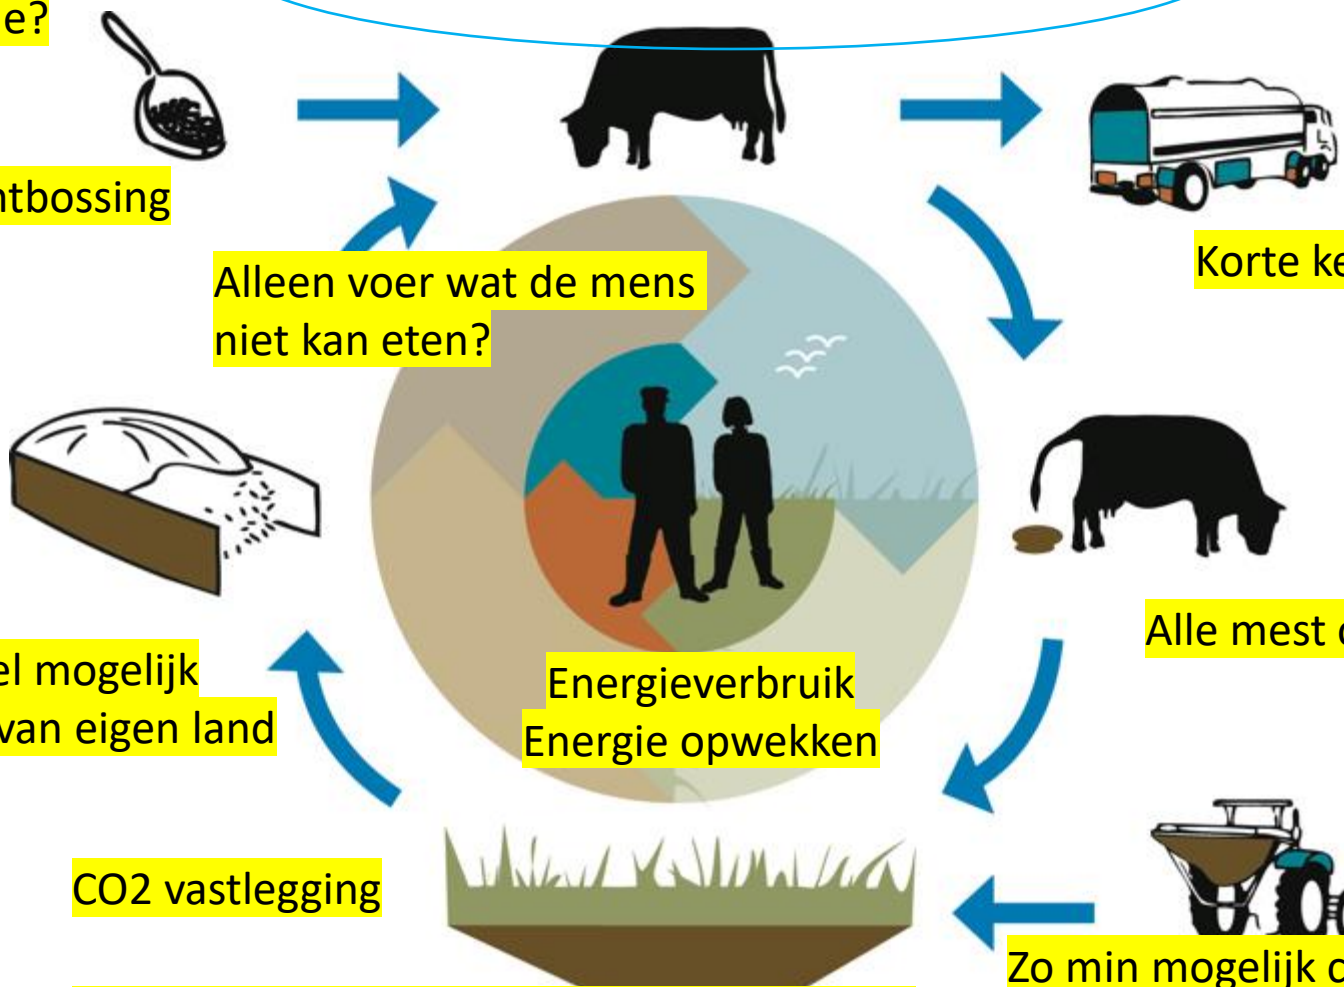 e?
ntbossing
Korte ke
Alleen voer wat de mens
niet kan eten?
Alle mest
el mogelijk
van eigen land
Energieverbruik
Energie opwekken
CO2 vastlegging
Zo min mogelijk